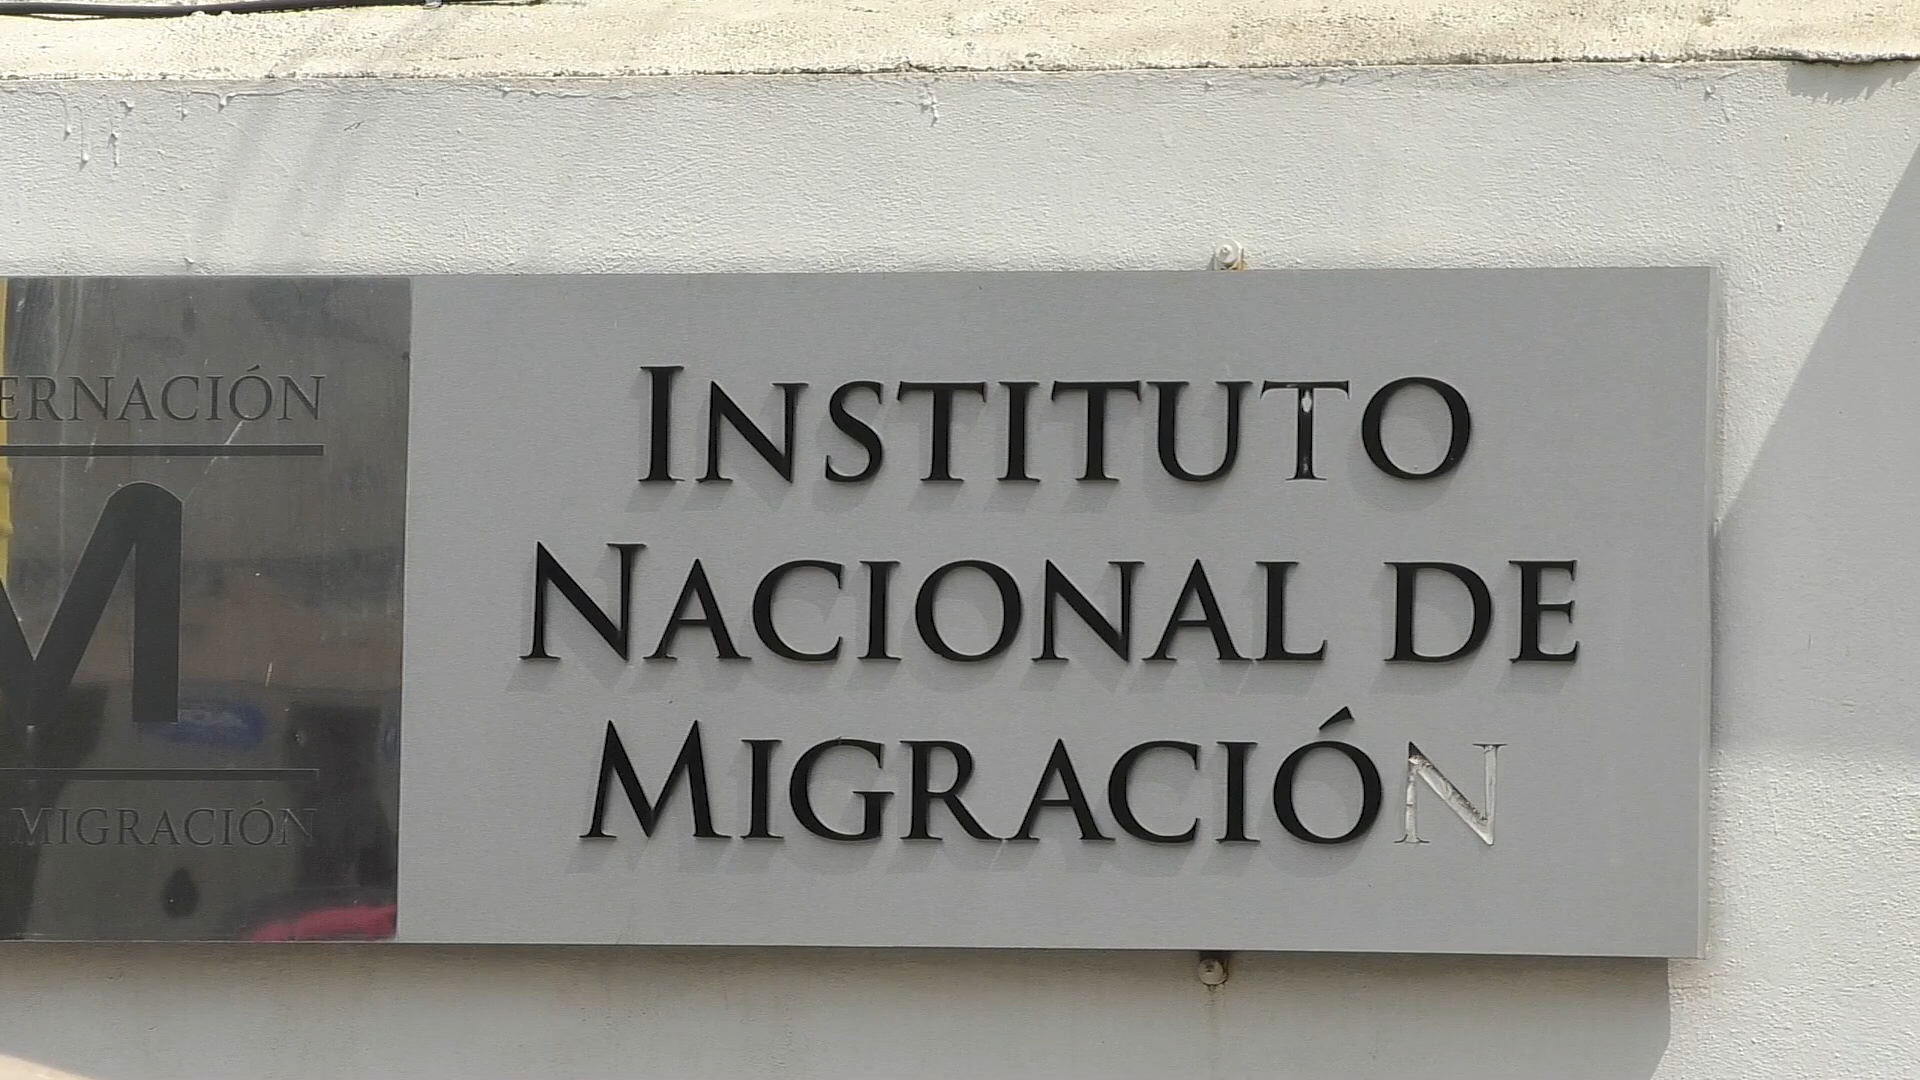 ERNACIÓN
M
MIGRACIÓN
INSTITUTO
NACIONAL DE
MIGRACIÓN